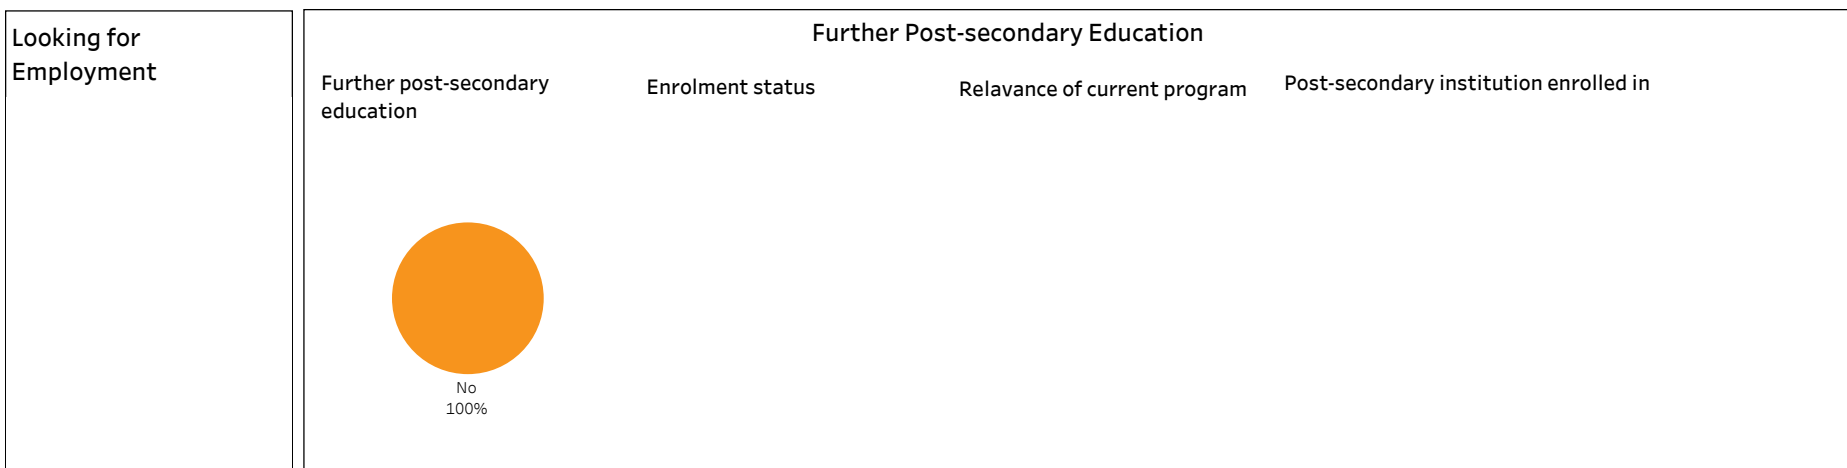 Looking for
Employment
Further Post-secondary Education
Further post-secondary
education
Enrolment status
Relavance of current program
Post-secondary institution enrolled in
No
100%